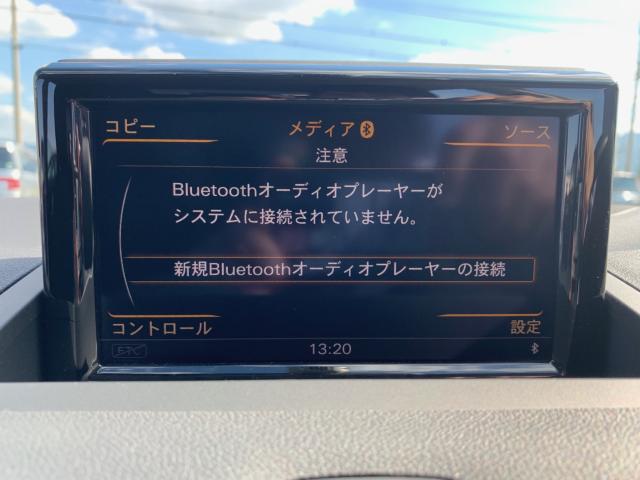 コピー
メディア
ソース
注意
Bluetoothオーディオプレーヤーが
システムに接続されていません。
新規Bluetoothオーディオプレーヤーの接続
コントロール
設定
ETC
13:20